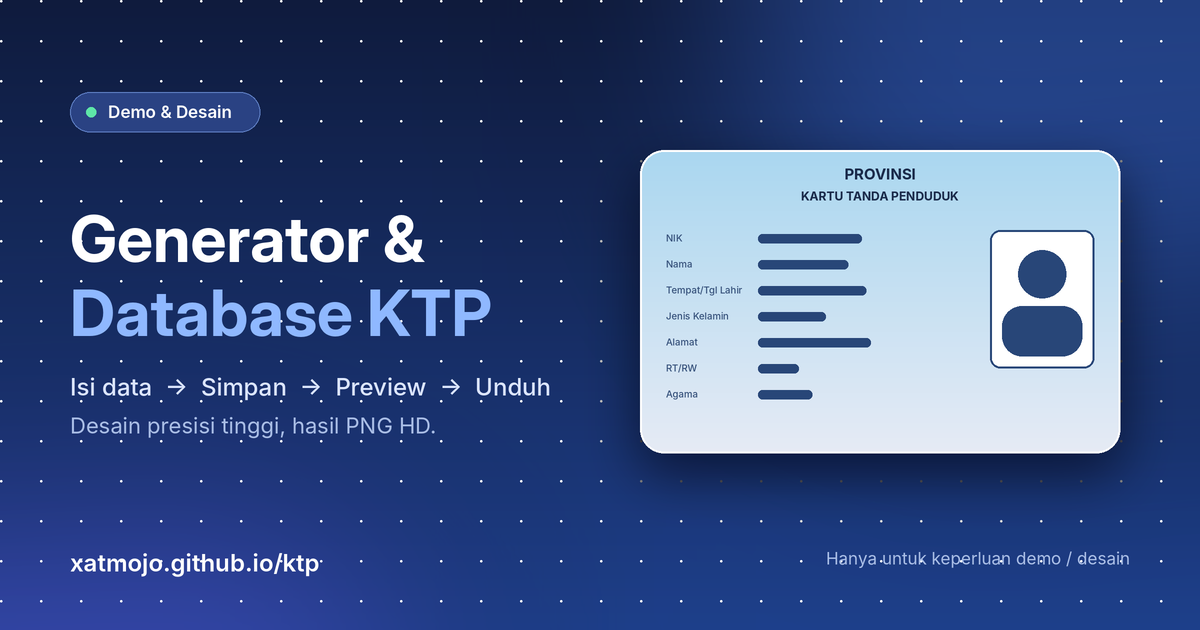 Demo & Desain
Generator &
Database KTP
Isi data → Simpan → Preview → Unduh
Desain presisi tinggi, hasil PNG HD.
xatmojo.github.io/ktp
PROVINSI
KARTU TANDA PENDUDUK
NIK
Nama
Tempat/Tgl Lahir
Jenis Kelamin
Alamat
RT/RW
Agama
Hanya untuk keperluan demo / desain